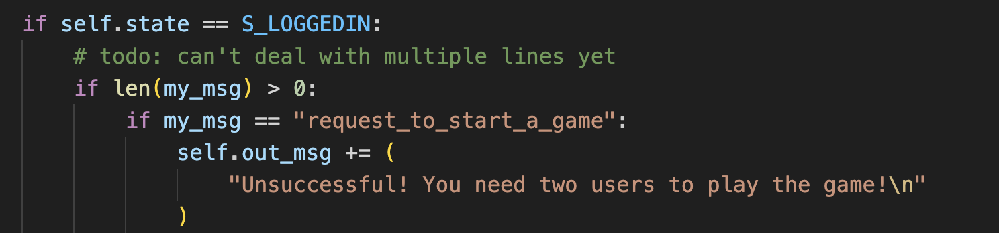 if self.state == S_LOGGEDIN:
# todo: can't deal with multiple lines yet
if len(my_msg) > 0:
if my_msg == "request_to_start_a_game":
self.out_msg += (
"Unsuccessful! You need two users to play the game!\n"
)